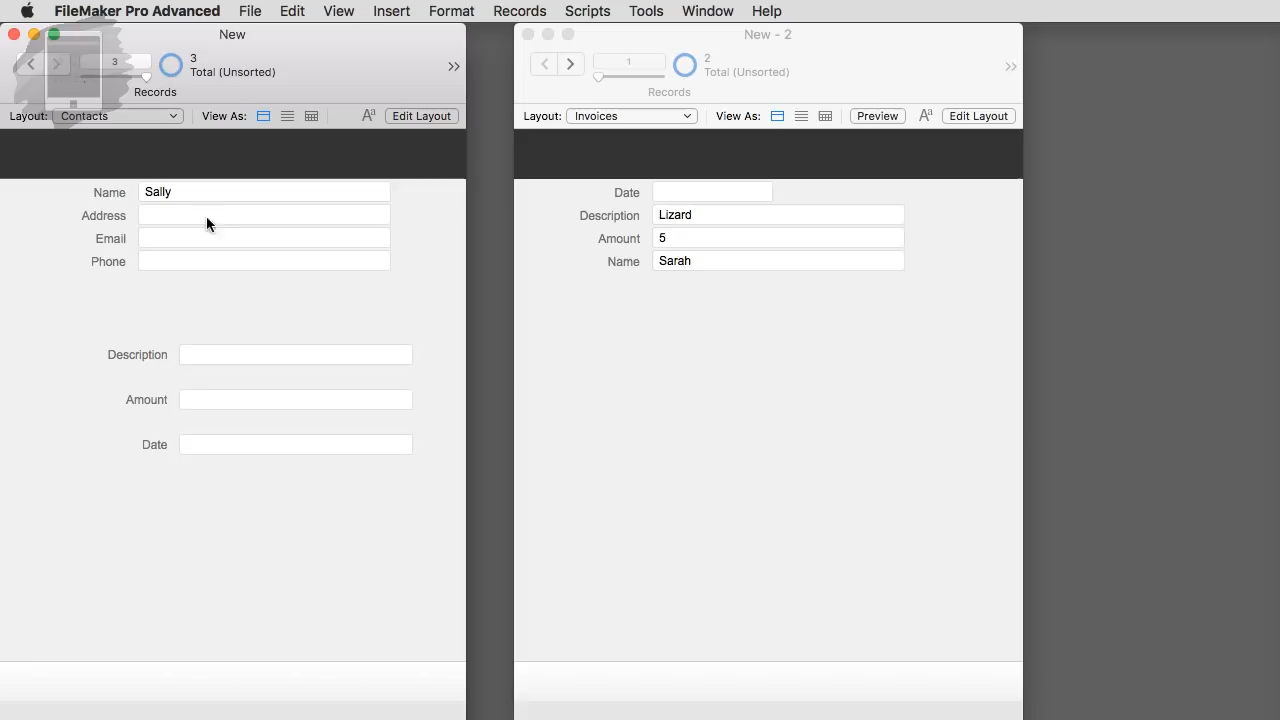 FileMaker Pro Advanced File Edit View Insert Format Records Scripts Tools Window Help
New
3
3
Total (Unsorted)
Records
Layout: Contacts View As: Aa Edit Layout
Name Sally
Address
Email
Phone
Description
Amount
Date
New - 2
1
2
Total (Unsorted)
Records
Layout: Invoices View As: Preview Aa Edit Layout
Date
Description Lizard
Amount 5
Name Sarah